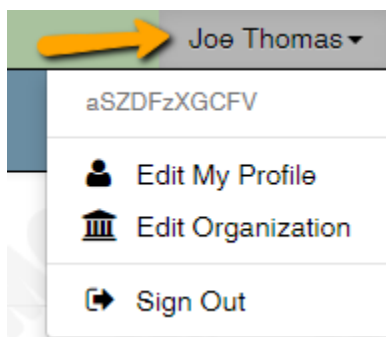 Joe Thomas
aSZDFzXGCFV
Edit My Profile
Edit Organization
Sign Out